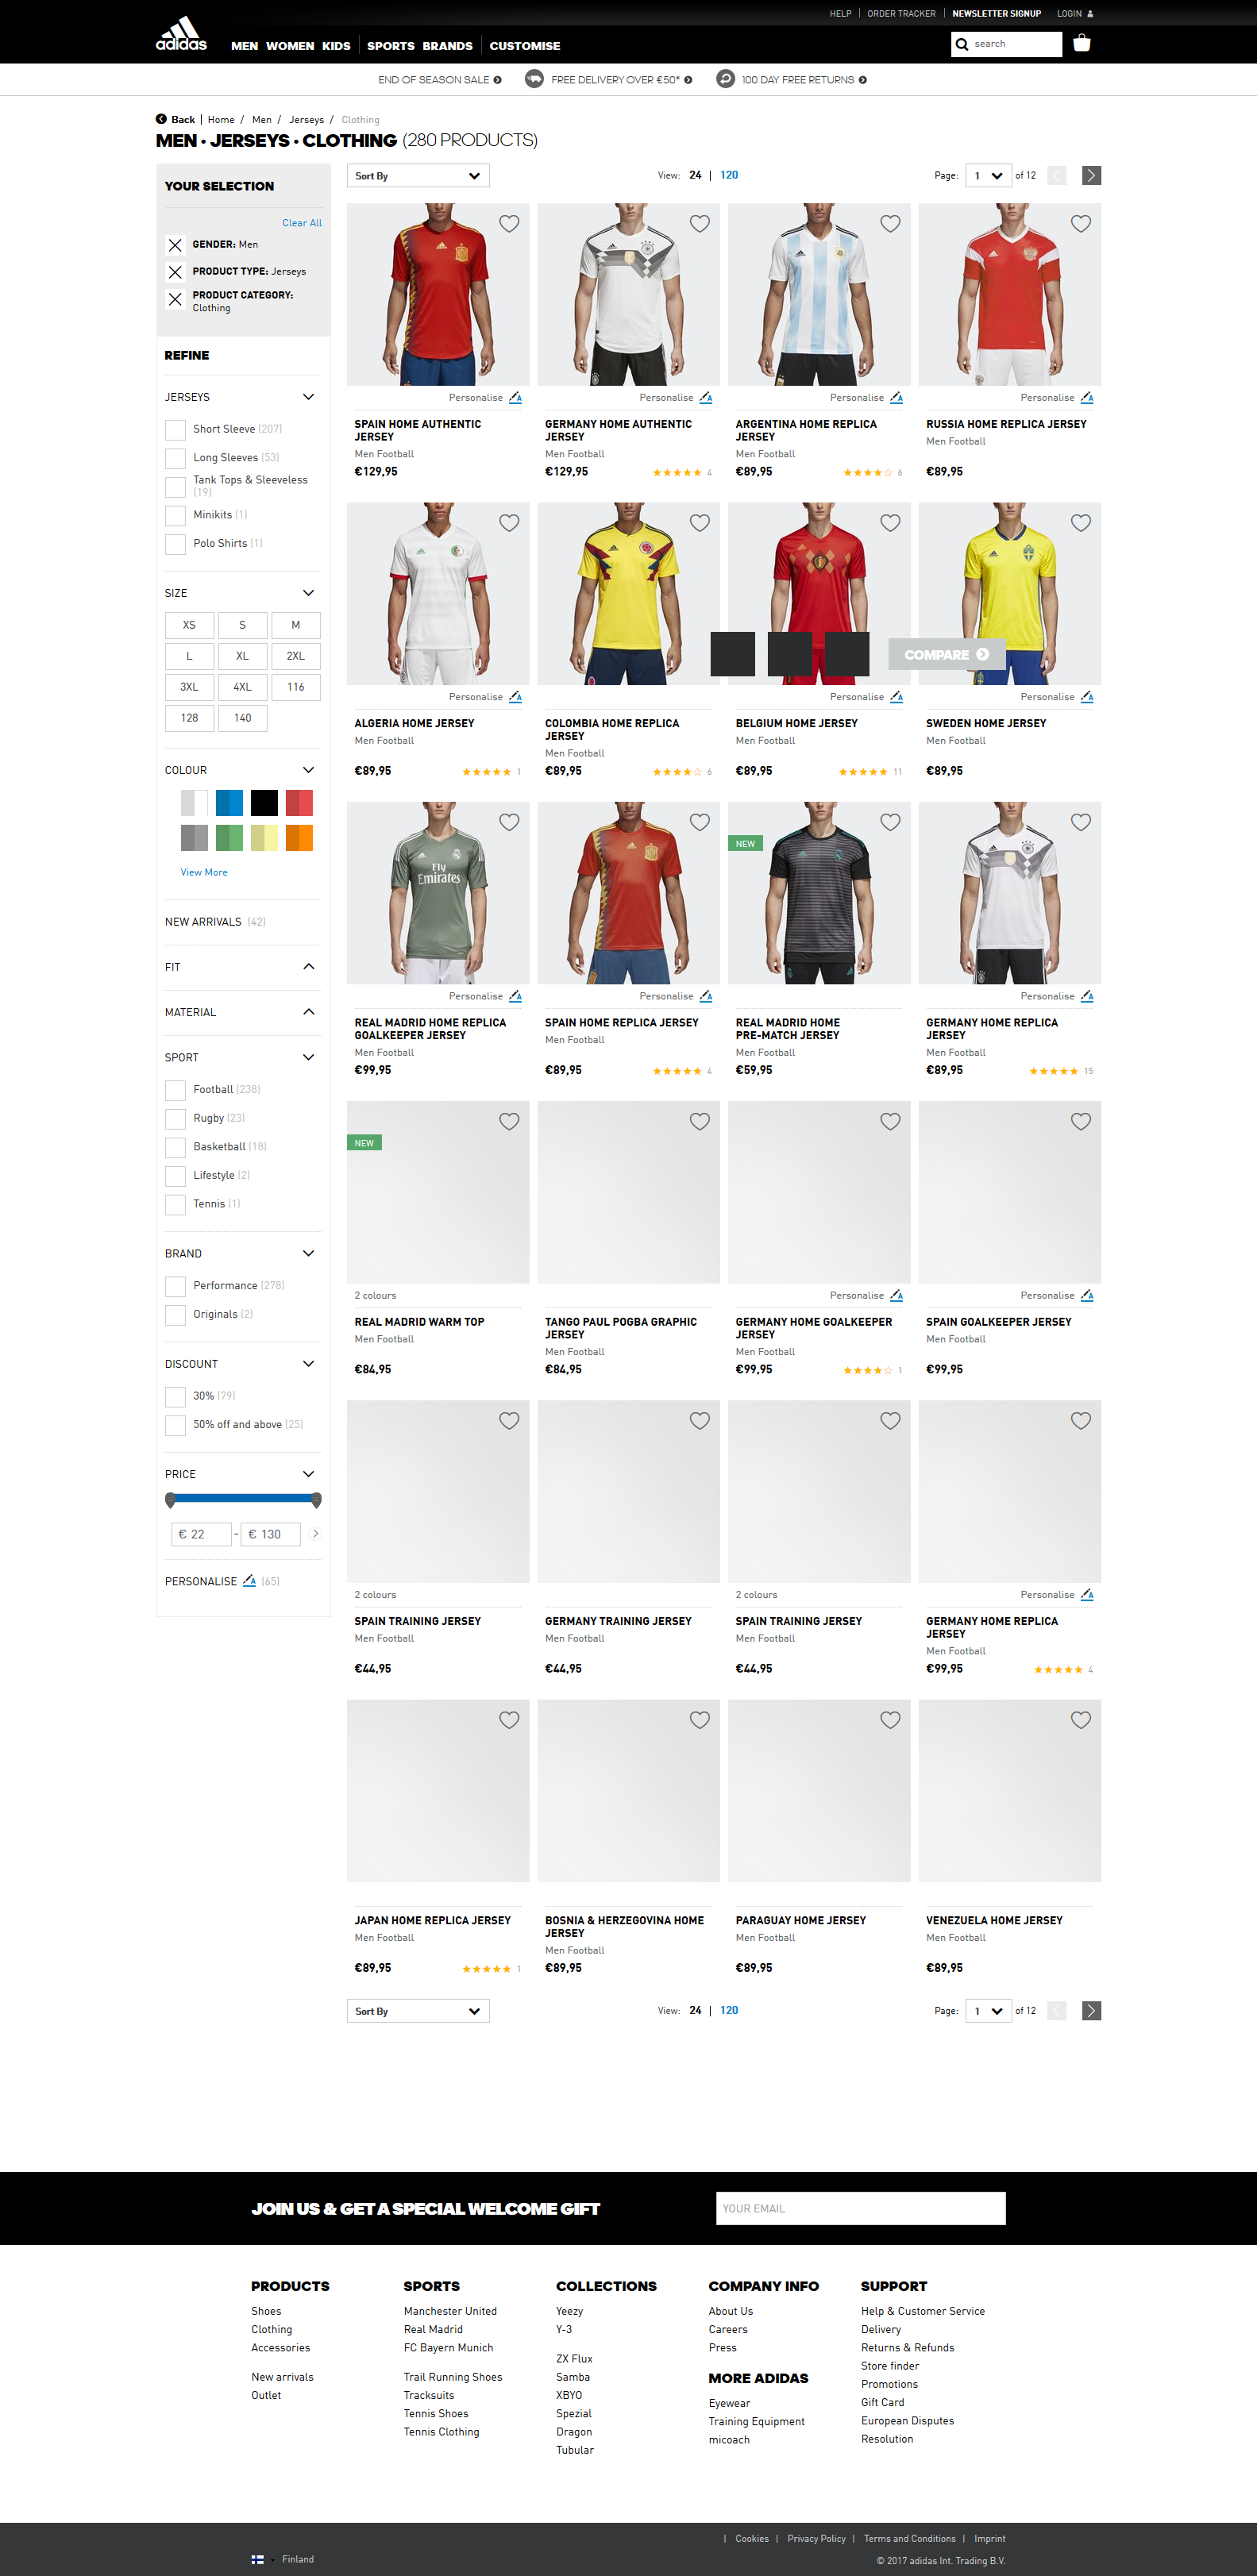 HELP | ORDER TRACKER | NEWSLETTER SIGNUP LOGIN
adidas
MEN WOMEN KIDS | SPORTS BRANDS | CUSTOMISE
search
END OF SEASON SALE
FREE DELIVERY OVER €50*
100 DAY FREE RETURNS
Back | Home / Men / Jerseys / Clothing
MEN · JERSEYS · CLOTHING (280 PRODUCTS)
YOUR SELECTION
Clear All
GENDER: Men
PRODUCT TYPE: Jerseys
PRODUCT CATEGORY:
Clothing
REFINE
JERSEYS
Short Sleeve (207)
Long Sleeves (53)
Tank Tops & Sleeveless
(19)
Minikits (1)
Polo Shirts (1)
SIZE
XS S M
L XL 2XL
3XL 4XL 116
128 140
COLOUR
View More
NEW ARRIVALS (42)
FIT
MATERIAL
SPORT
Football (238)
Rugby (23)
Basketball (18)
Lifestyle (2)
Tennis (1)
BRAND
Performance (278)
Originals (2)
DISCOUNT
30% (79)
50% off and above (25)
PRICE
€ 22 - € 130
PERSONALISE A (65)
Sort By
View: 24 | 120
Page: 1 of 12
Personalise A
SPAIN HOME AUTHENTIC
JERSEY
Men Football
€129,95
Personalise A
GERMANY HOME AUTHENTIC
JERSEY
Men Football
€129,95 ★★★★★ 4
Personalise A
ARGENTINA HOME REPLICA
JERSEY
Men Football
€89,95 ★★★★☆ 6
Personalise A
RUSSIA HOME REPLICA JERSEY
Men Football
€89,95
Personalise A
ALGERIA HOME JERSEY
Men Football
€89,95 ★★★★★ 1
COLOMBIA HOME REPLICA
JERSEY
Men Football
€89,95 ★★★★☆ 6
Personalise A
BELGIUM HOME JERSEY
Men Football
€89,95 ★★★★★ 11
COMPARE
Personalise A
SWEDEN HOME JERSEY
Men Football
€89,95
Fly
Emirates
Personalise A
REAL MADRID HOME REPLICA
GOALKEEPER JERSEY
Men Football
€99,95
Personalise A
SPAIN HOME REPLICA JERSEY
Men Football
€89,95 ★★★★★ 4
NEW
REAL MADRID HOME
PRE-MATCH JERSEY
Men Football
€59,95
Personalise A
GERMANY HOME REPLICA
JERSEY
Men Football
€89,95 ★★★★★ 15
NEW
2 colours
REAL MADRID WARM TOP
Men Football
€84,95
TANGO PAUL POGBA GRAPHIC
JERSEY
Men Football
€84,95
Personalise A
GERMANY HOME GOALKEEPER
JERSEY
Men Football
€99,95 ★★★★☆ 1
Personalise A
SPAIN GOALKEEPER JERSEY
Men Football
€99,95
2 colours
SPAIN TRAINING JERSEY
Men Football
€44,95
GERMANY TRAINING JERSEY
Men Football
€44,95
2 colours
SPAIN TRAINING JERSEY
Men Football
€44,95
Personalise A
GERMANY HOME REPLICA
JERSEY
Men Football
€99,95 ★★★★★ 4
JAPAN HOME REPLICA JERSEY
Men Football
€89,95 ★★★★★ 1
BOSNIA & HERZEGOVINA HOME
JERSEY
Men Football
€89,95
PARAGUAY HOME JERSEY
Men Football
€89,95
VENEZUELA HOME JERSEY
Men Football
€89,95
Sort By
View: 24 | 120
Page: 1 of 12
JOIN US & GET A SPECIAL WELCOME GIFT
YOUR EMAIL
PRODUCTS
Shoes
Clothing
Accessories
New arrivals
Outlet
SPORTS
Manchester United
Real Madrid
FC Bayern Munich
Trail Running Shoes
Tracksuits
Tennis Shoes
Tennis Clothing
COLLECTIONS
Yeezy
Y-3
ZX Flux
Samba
XBYO
Spezial
Dragon
Tubular
COMPANY INFO
About Us
Careers
Press
MORE ADIDAS
Eyewear
Training Equipment
micoach
SUPPORT
Help & Customer Service
Delivery
Returns & Refunds
Store finder
Promotions
Gift Card
European Disputes
Resolution
| Cookies | Privacy Policy | Terms and Conditions | Imprint
Finland
© 2017 adidas Int. Trading B.V.